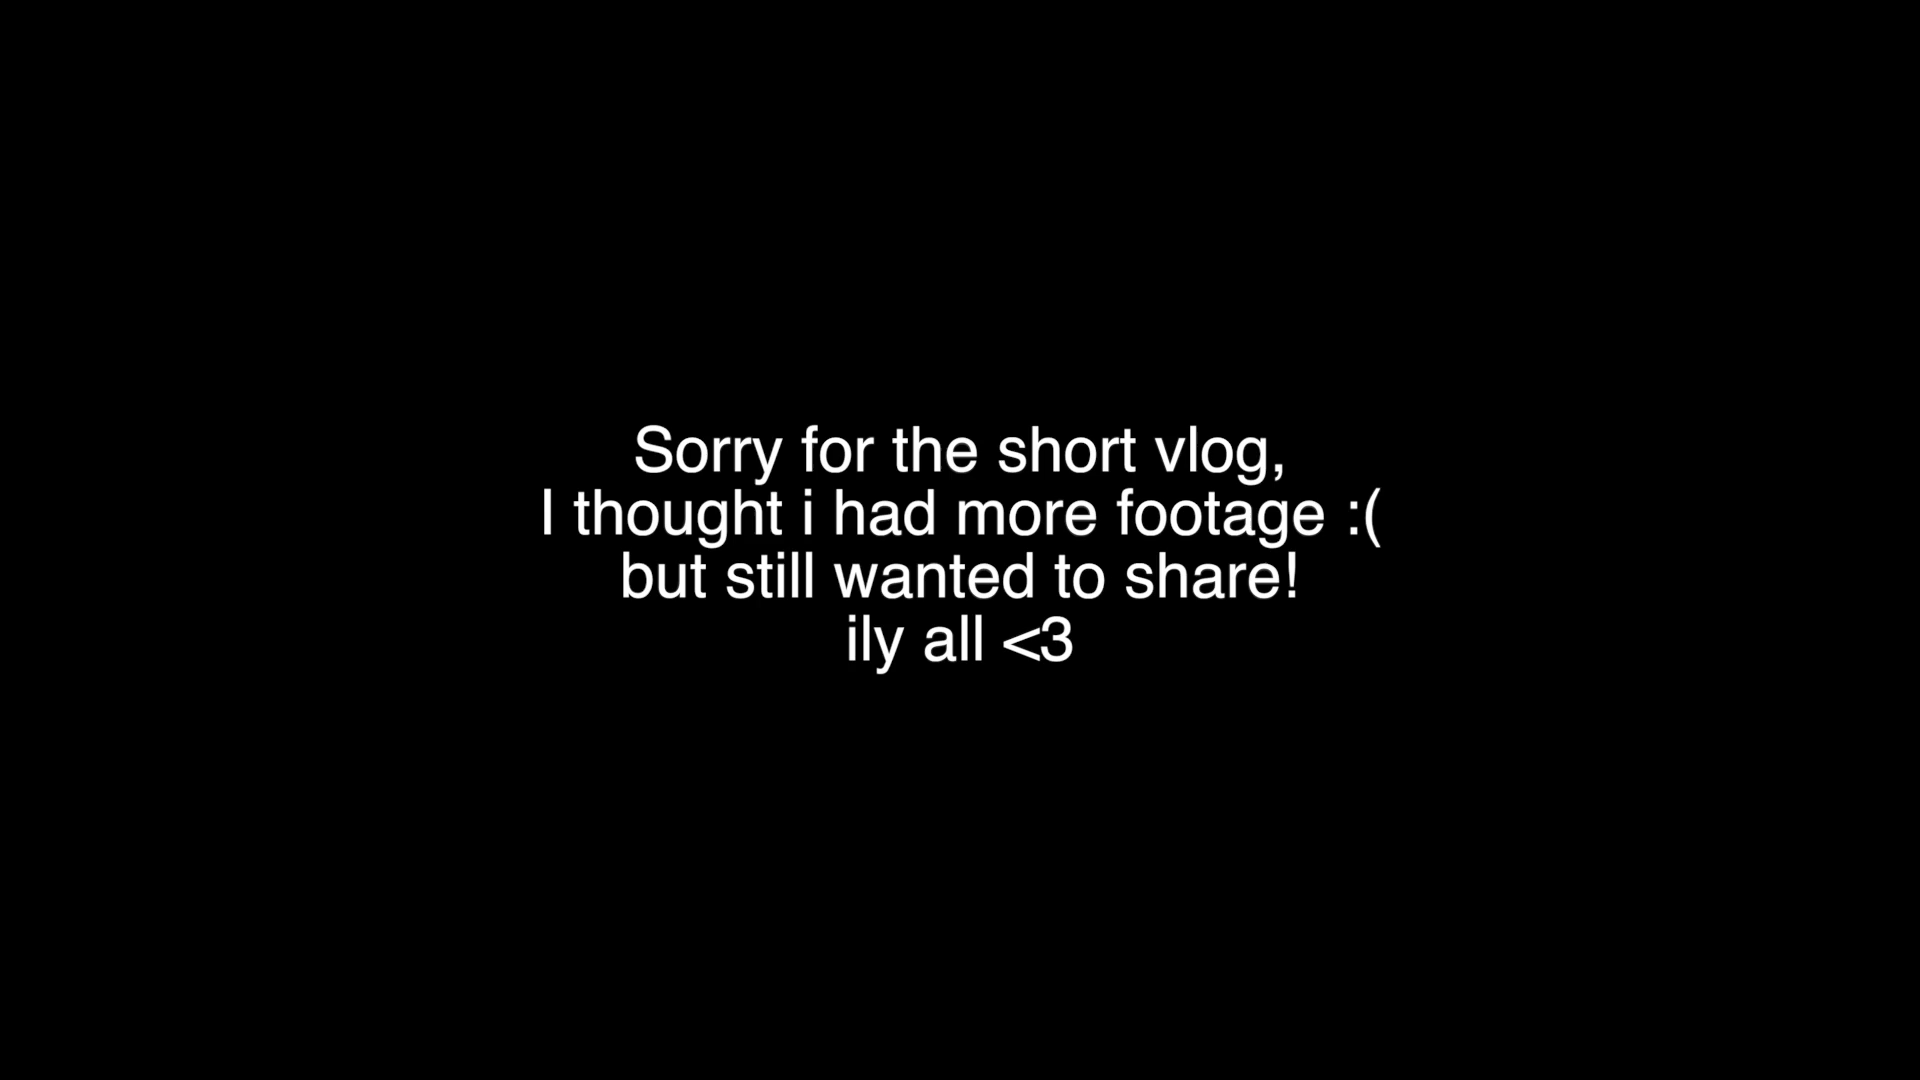 Sorry for the short vlog,
I thought i had more footage :(
but still wanted to share!
ily all <3